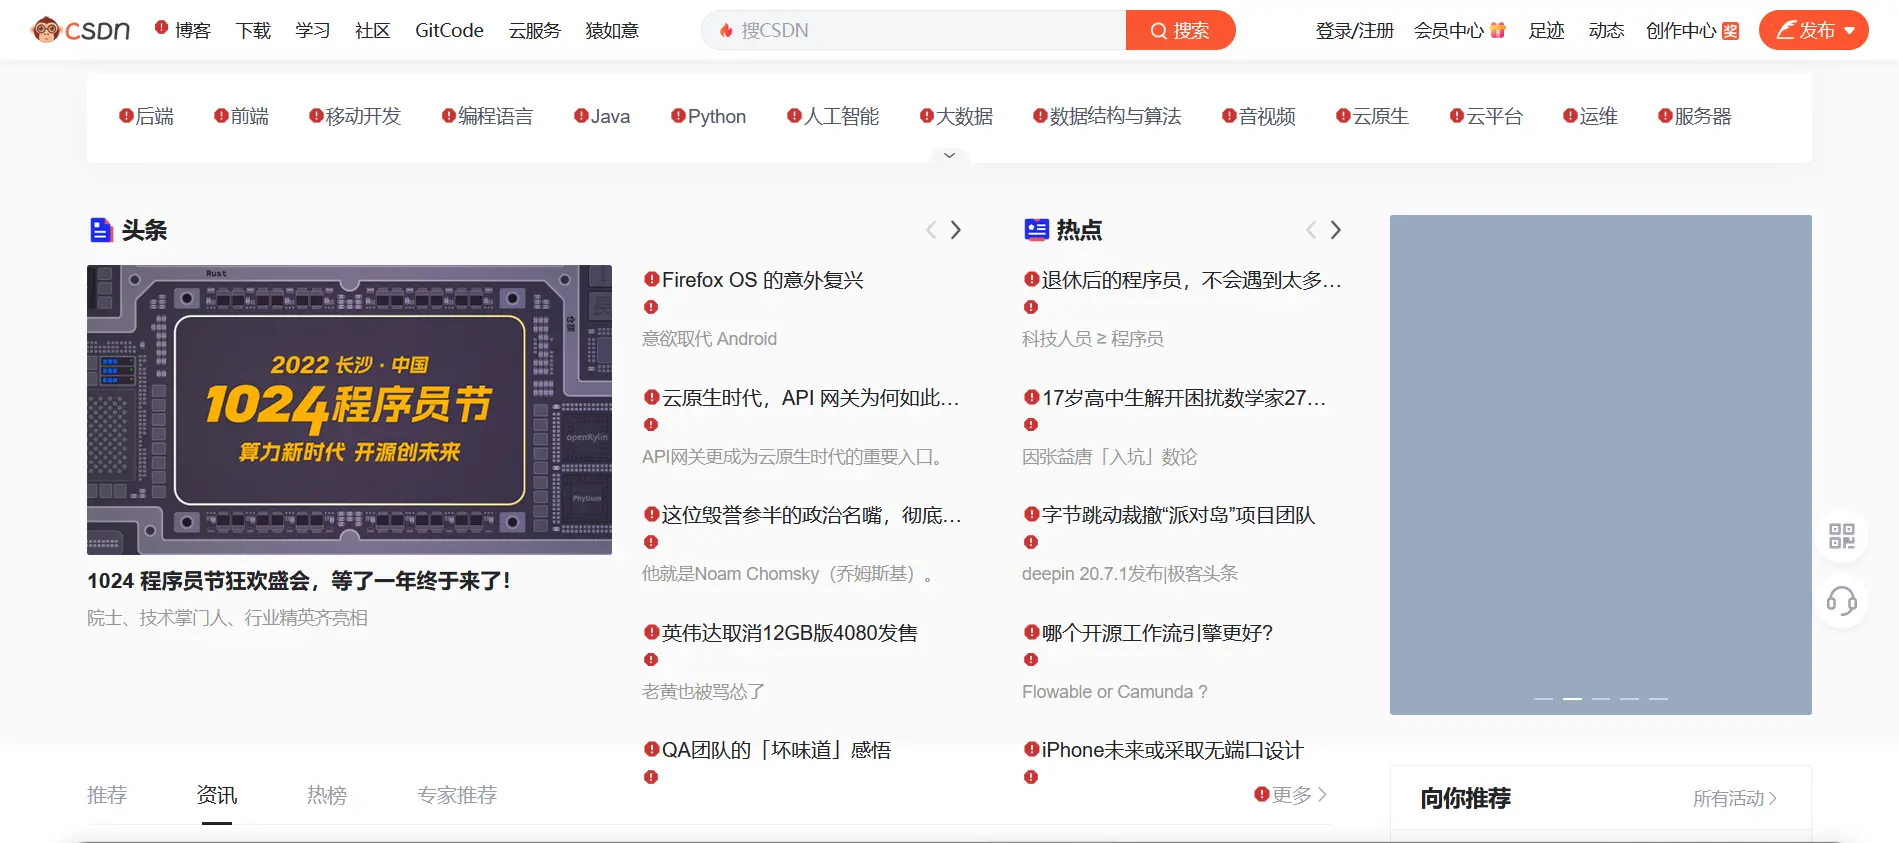 CSDN 博客 下载 学习 社区 GitCode 云服务 猿如意 搜CSDN 搜索 登录/注册 会员中心 足迹 动态 创作中心 奖 发布
后端 前端 移动开发 编程语言 Java Python 人工智能 大数据 数据结构与算法 音视频 云原生 云平台 运维 服务器
头条
Rust
仓颉
2022 长沙·中国
1024程序员节
算力新时代 开源创未来
openKylin
Phytium
1024 程序员节狂欢盛会，等了一年终于来了！
院士、技术掌门人、行业精英齐亮相
Firefox OS 的意外复兴
意欲取代 Android
云原生时代，API 网关为何如此…
API网关更成为云原生时代的重要入口。
这位毁誉参半的政治名嘴，彻底…
他就是Noam Chomsky（乔姆斯基）。
英伟达取消12GB版4080发售
老黄也被骂怂了
QA团队的「坏味道」感悟
热点
退休后的程序员，不会遇到太多…
科技人员 ≥ 程序员
17岁高中生解开困扰数学家27…
因张益唐「入坑」数论
字节跳动裁撤“派对岛”项目团队
deepin 20.7.1发布|极客头条
哪个开源工作流引擎更好?
Flowable or Camunda ?
iPhone未来或采取无端口设计
推荐 资讯 热榜 专家推荐 更多
向你推荐 所有活动